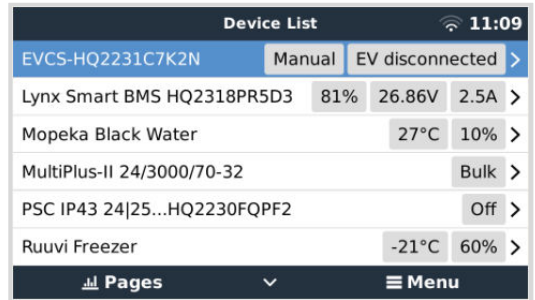 Device List 11:09
EVCS-HQ2231C7K2N Manual EV disconnected >
Lynx Smart BMS HQ2318PR5D3 81% 26.86V 2.5A >
Mopeka Black Water 27°C 10% >
MultiPlus-II 24/3000/70-32 Bulk >
PSC IP43 24|25...HQ2230FQPF2 Off >
Ruuvi Freezer -21°C 60% >
Pages Menu